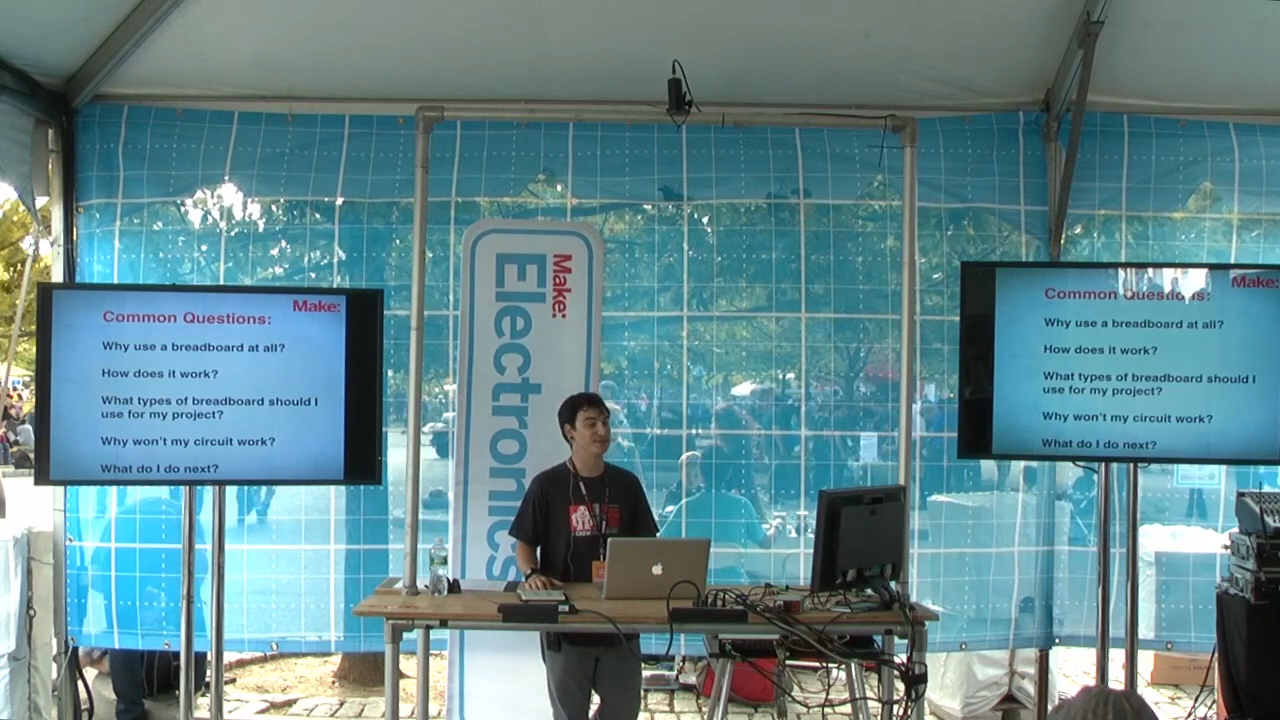 Make:
Common Questions:
Why use a breadboard at all?
How does it work?
What types of breadboard should I
use for my project?
Why won't my circuit work?
What do I do next?
Make:
Electronics
Make:
Common Questions:
Why use a breadboard at all?
How does it work?
What types of breadboard should I
use for my project?
Why won't my circuit work?
What do I do next?